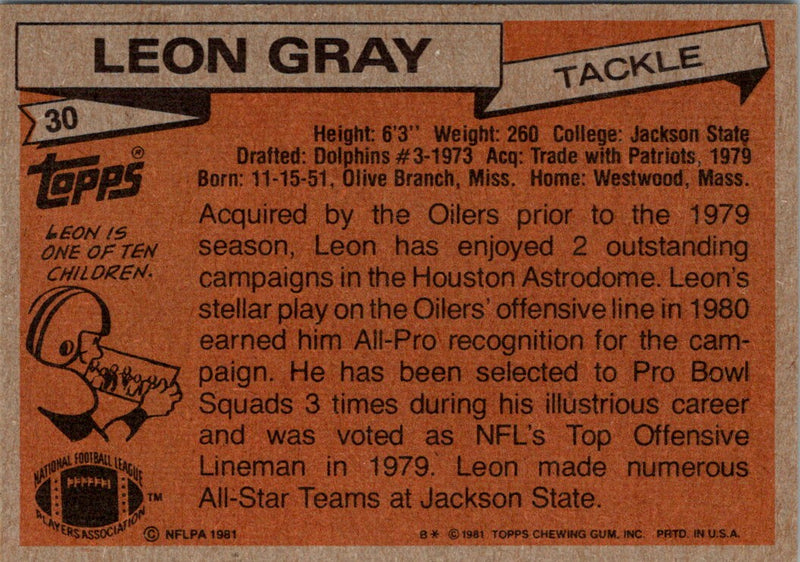 LEON GRAY
TACKLE
30
Topps®
Height: 6'3'' Weight: 260 College: Jackson State
Drafted: Dolphins #3-1973 Acq: Trade with Patriots, 1979
Born: 11-15-51, Olive Branch, Miss. Home: Westwood, Mass.
LEON IS
ONE OF TEN
CHILDREN.
Acquired by the Oilers prior to the 1979
season, Leon has enjoyed 2 outstanding
campaigns in the Houston Astrodome. Leon's
stellar play on the Oilers' offensive line in 1980
earned him All-Pro recognition for the cam-
paign. He has been selected to Pro Bowl
Squads 3 times during his illustrious career
and was voted as NFL's Top Offensive
Lineman in 1979. Leon made numerous
All-Star Teams at Jackson State.
NATIONAL FOOTBALL LEAGUE
PLAYERS ASSOCIATION
TM
© NFLPA 1981
B* © 1981 TOPPS CHEWING GUM, INC. PRTD. IN U.S.A.